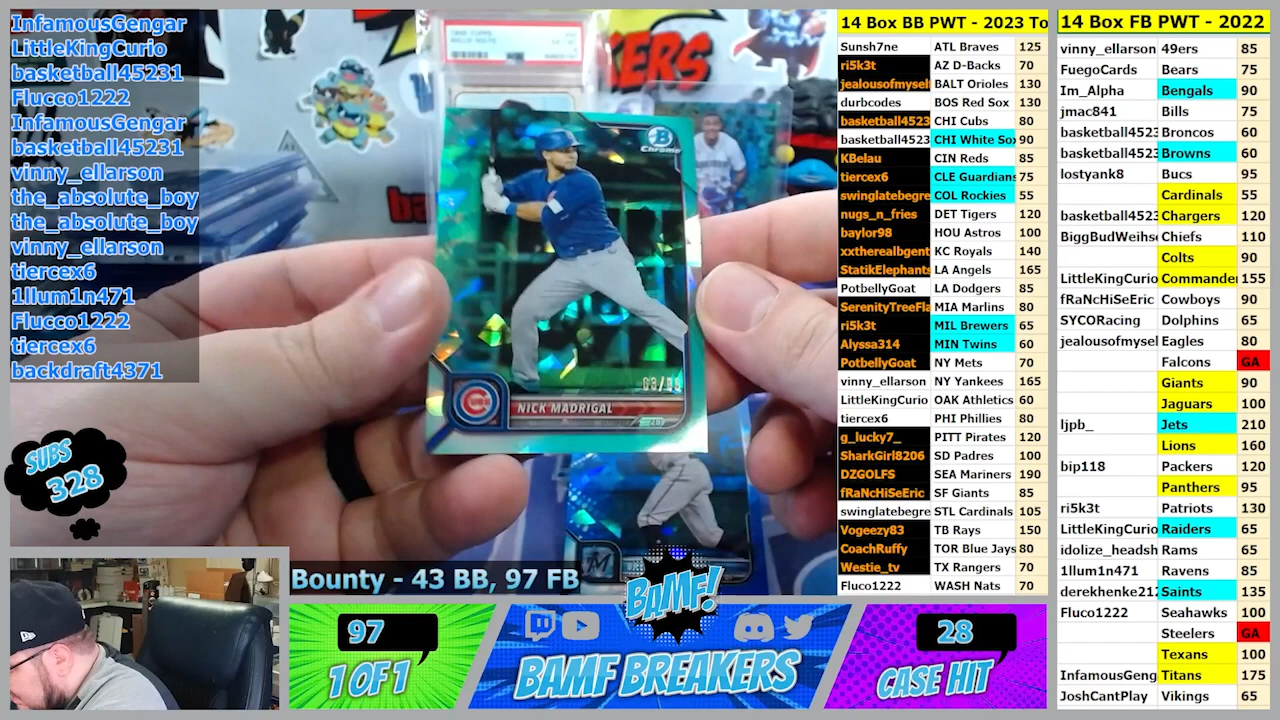 InfamousGengar
LittleKingCurio
basketball45231
Flucco1222
InfamousGengar
basketball45231
vinny_ellarson
the_absolute_boy
the_absolute_boy
vinny_ellarson
tiercex6
1llum1n471
Flucco1222
tiercex6
backdraft4371
SUBS
328
ERS
Chrome
CUBS
NICK MADRIGAL
Bounty - 43 BB, 97 FB
97
1 OF 1
BAMF!
BAMF BREAKERS
28
CASE HIT
14 Box BB PWT - 2023 To
Sunsh7ne ATL Braves 125
ri5k3t AZ D-Backs 70
jealousofmysel BALT Orioles 130
durbcodes BOS Red Sox 130
basketball4523 CHI Cubs 80
basketball4523 CHI White Sox 90
KBelau CIN Reds 85
tiercex6 CLE Guardians 75
swinglatebegre COL Rockies 55
nugs_n_fries DET Tigers 120
baylor98 HOU Astros 100
xxtherealbgent KC Royals 140
StatikElephants LA Angels 165
PotbellyGoat LA Dodgers 85
SerenityTreeFla MIA Marlins 80
ri5k3t MIL Brewers 65
Alyssa314 MIN Twins 60
PotbellyGoat NY Mets 70
vinny_ellarson NY Yankees 165
LittleKingCurio OAK Athletics 60
tiercex6 PHI Phillies 80
g_lucky7_ PITT Pirates 120
SharkGirl8206 SD Padres 100
DZGOLFS SEA Mariners 190
fRaNcHiSeEric SF Giants 85
swinglatebegre STL Cardinals 105
Vogeezy83 TB Rays 150
CoachRuffy TOR Blue Jays 80
Westie_tv TX Rangers 70
Fluco1222 WASH Nats 70
14 Box FB PWT - 2022
vinny_ellarson 49ers 85
FuegoCards Bears 75
Im_Alpha Bengals 90
jmac841 Bills 75
basketball4523 Broncos 60
basketball4523 Browns 60
lostyank8 Bucs 95
Cardinals 55
basketball4523 Chargers 120
BiggBudWeihs Chiefs 110
Colts 90
LittleKingCurio Commander 155
fRaNcHiSeEric Cowboys 90
SYCORacing Dolphins 65
jealousofmysel Eagles 80
Falcons GA
Giants 90
Jaguars 100
ljpb_ Jets 210
Lions 160
bip118 Packers 120
Panthers 95
ri5k3t Patriots 130
LittleKingCurio Raiders 65
idolize_headsh Rams 65
1llum1n471 Ravens 85
derekhenke212 Saints 135
Fluco1222 Seahawks 100
Steelers GA
Texans 100
InfamousGeng Titans 175
JoshCantPlay Vikings 65